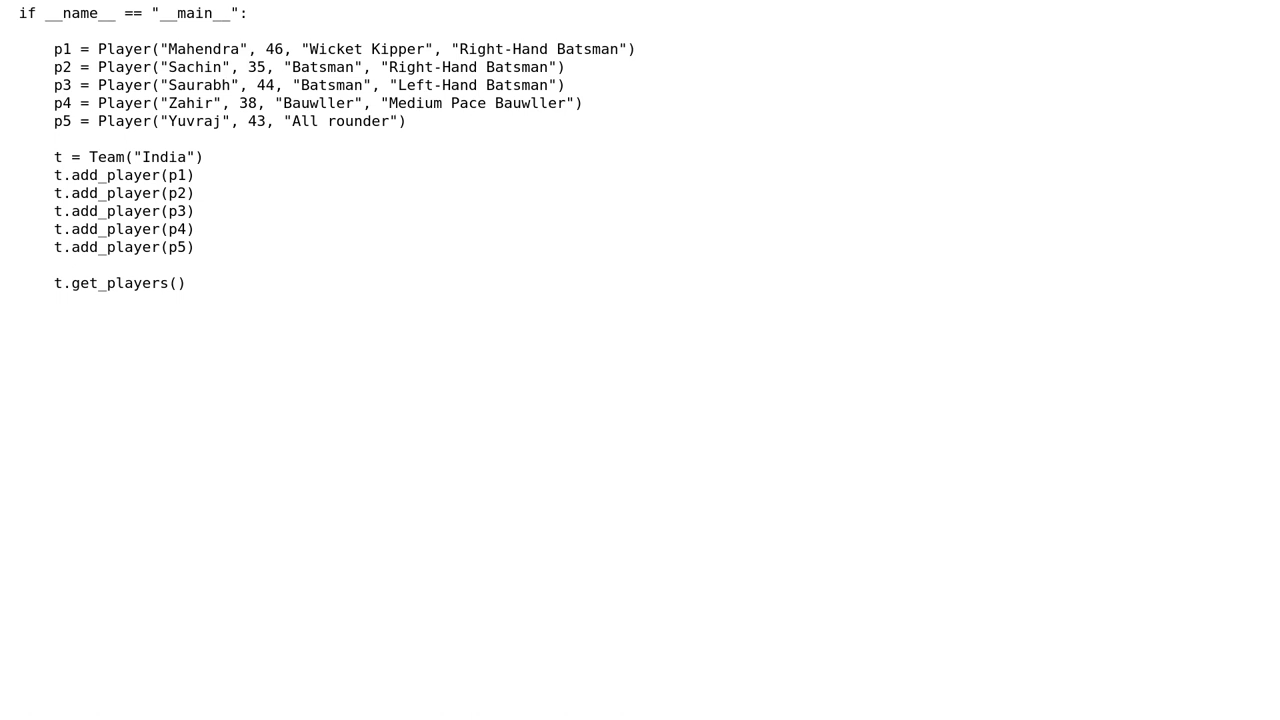 if __name__ == "__main__":
p1 = Player("Mahendra", 46, "Wicket Kipper", "Right-Hand Batsman")
p2 = Player("Sachin", 35, "Batsman", "Right-Hand Batsman")
p3 = Player("Saurabh", 44, "Batsman", "Left-Hand Batsman")
p4 = Player("Zahir", 38, "Bauwller", "Medium Pace Bauwller")
p5 = Player("Yuvraj", 43, "All rounder")
t = Team("India")
t.add_player(p1)
t.add_player(p2)
t.add_player(p3)
t.add_player(p4)
t.add_player(p5)
t.get_players()